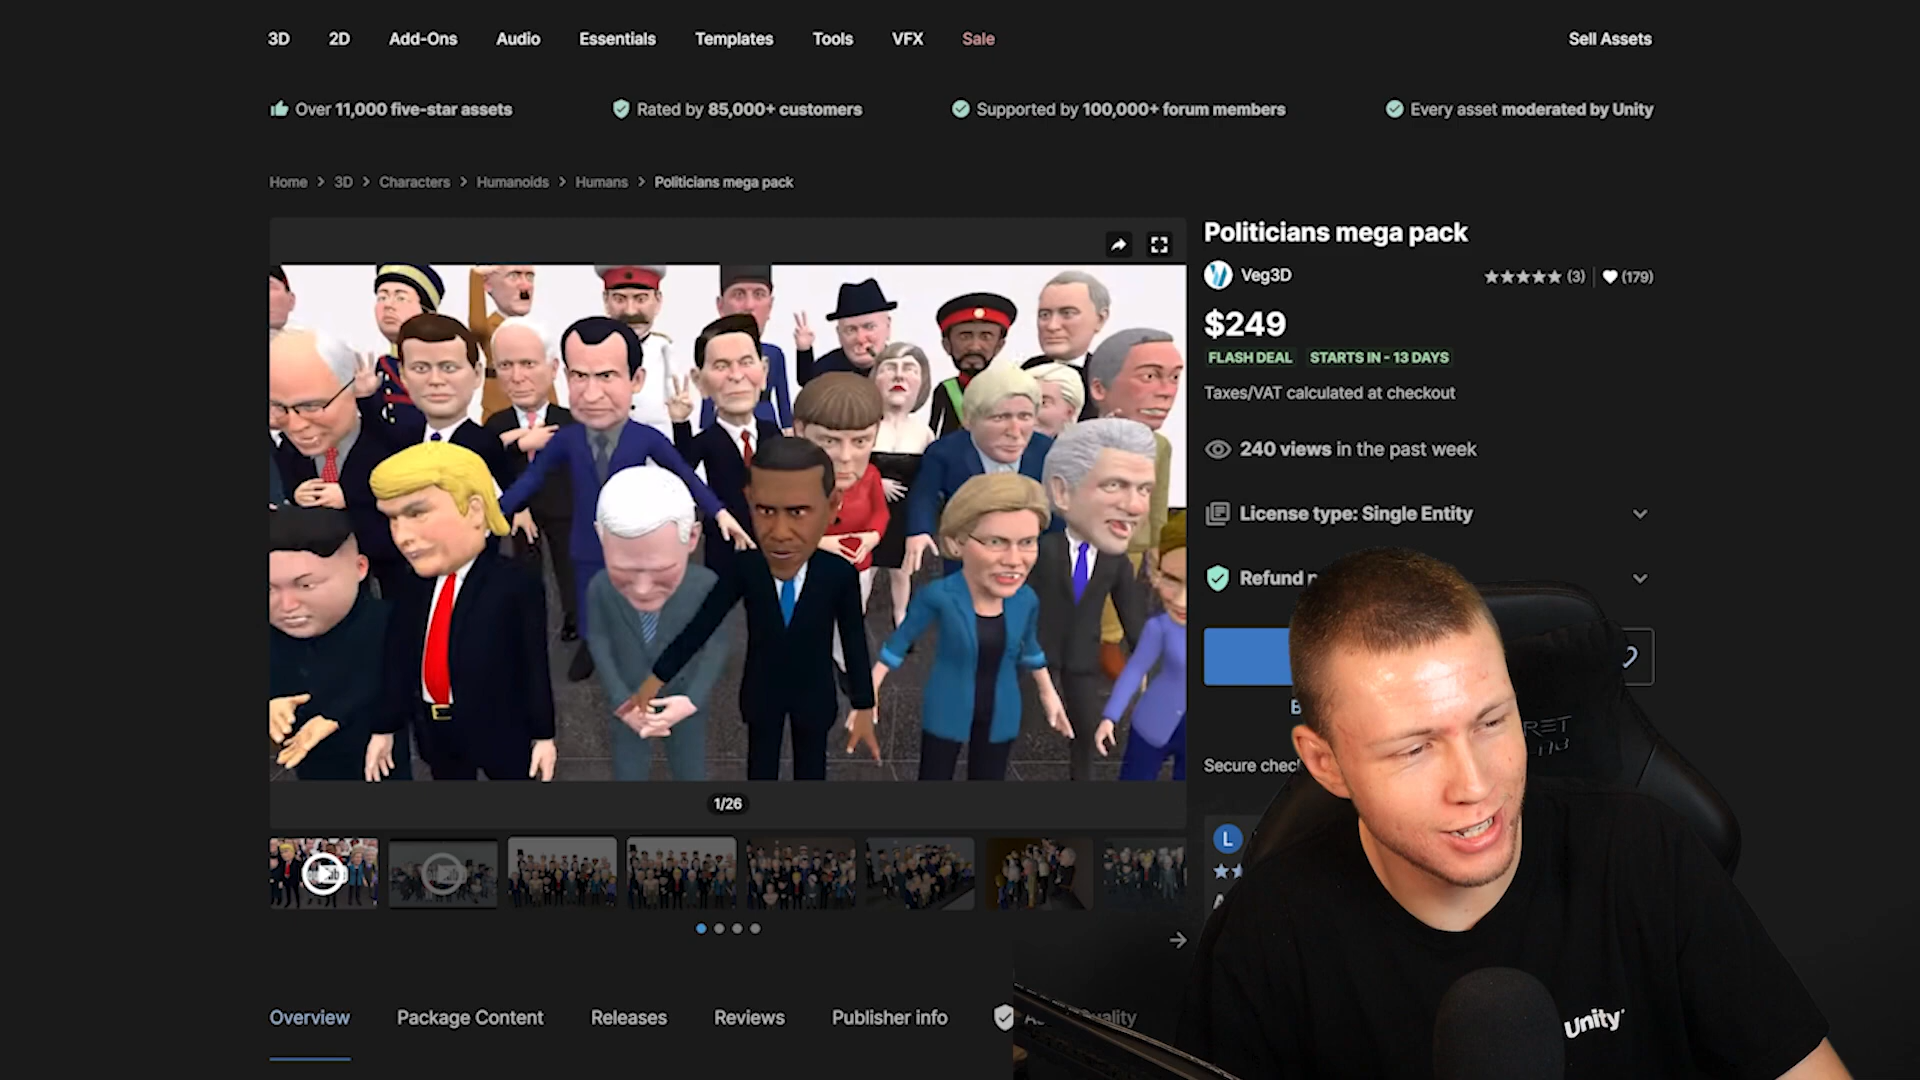 3D 2D Add-Ons Audio Essentials Templates Tools VFX Sale Sell Assets
Over 11,000 five-star assets Rated by 85,000+ customers Supported by 100,000+ forum members Every asset moderated by Unity
Home > 3D > Characters > Humanoids > Humans > Politicians mega pack
Politicians mega pack
Veg3D
(3) (179)
$249
FLASH DEAL STARTS IN - 13 DAYS
Taxes/VAT calculated at checkout
240 views in the past week
License type: Single Entity
Refund
Secure
L
1/26
Overview Package Content Releases Reviews Publisher info
unity